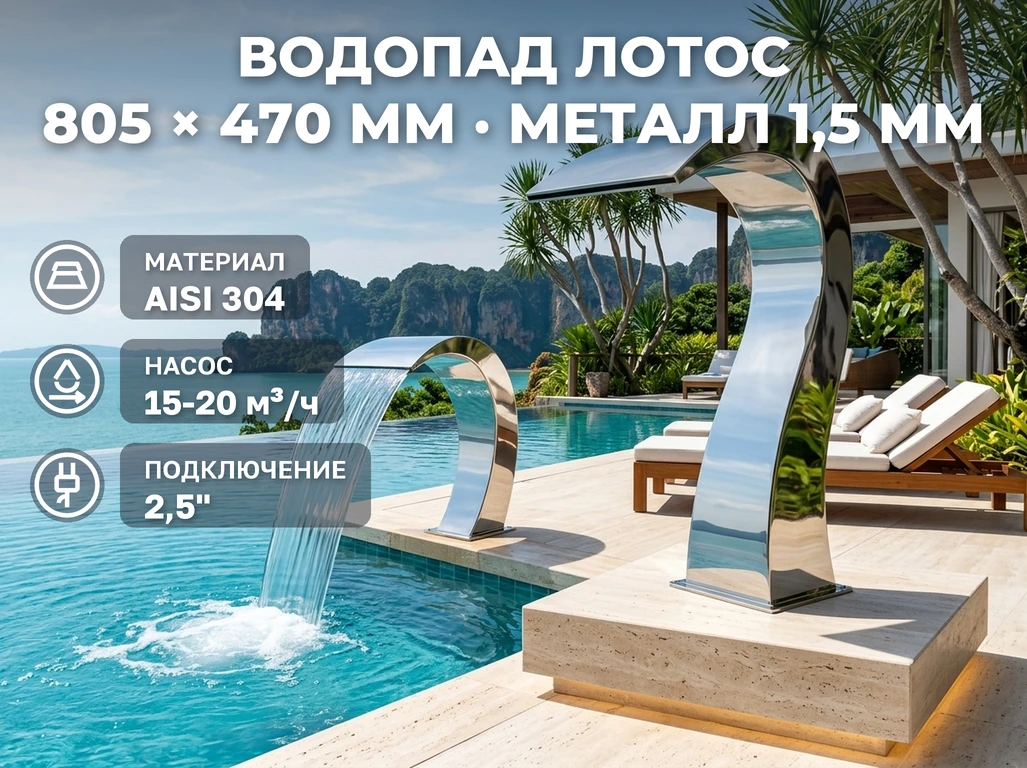 ВОДОПАД ЛОТОС
805 × 470 ММ · МЕТАЛЛ 1,5 ММ
МАТЕРИАЛ
AISI 304
НАСОС
15-20 м³/ч
ПОДКЛЮЧЕНИЕ
2,5"